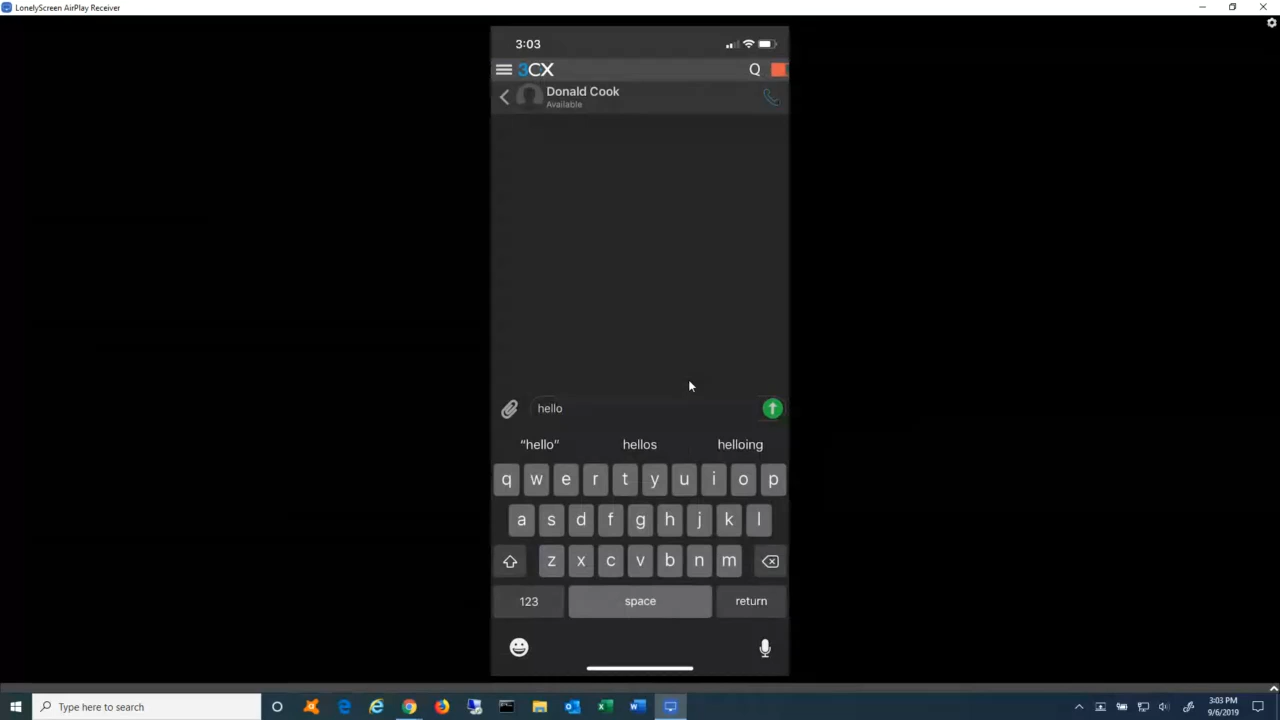 LonelyScreen AirPlay Receiver
3:03
3CX
Q
Donald Cook
Available
hello
“hello” hellos helloing
q w e r t y u i o p
a s d f g h j k l
z x c v b n m
123 space return
Type here to search
3:03 PM
9/6/2019